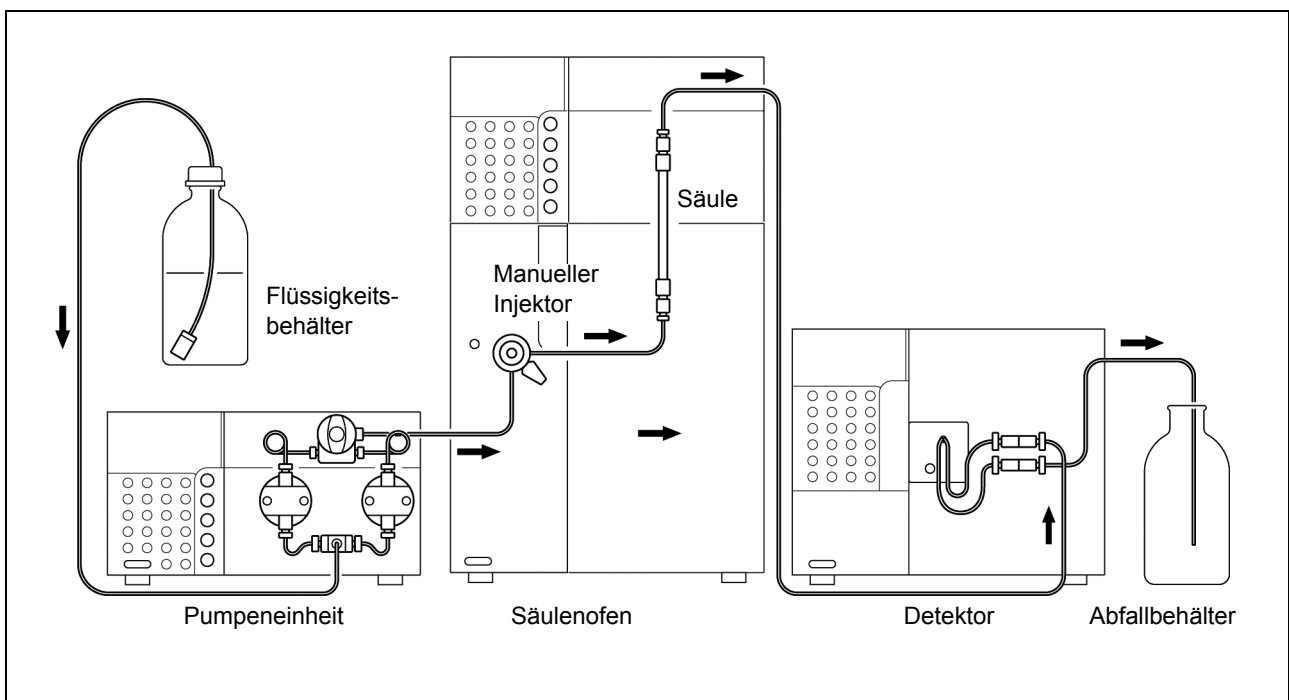 Säule
Manueller
Injektor
Flüssigkeits-
behälter
Pumpeneinheit
Säulenofen
Detektor
Abfallbehälter